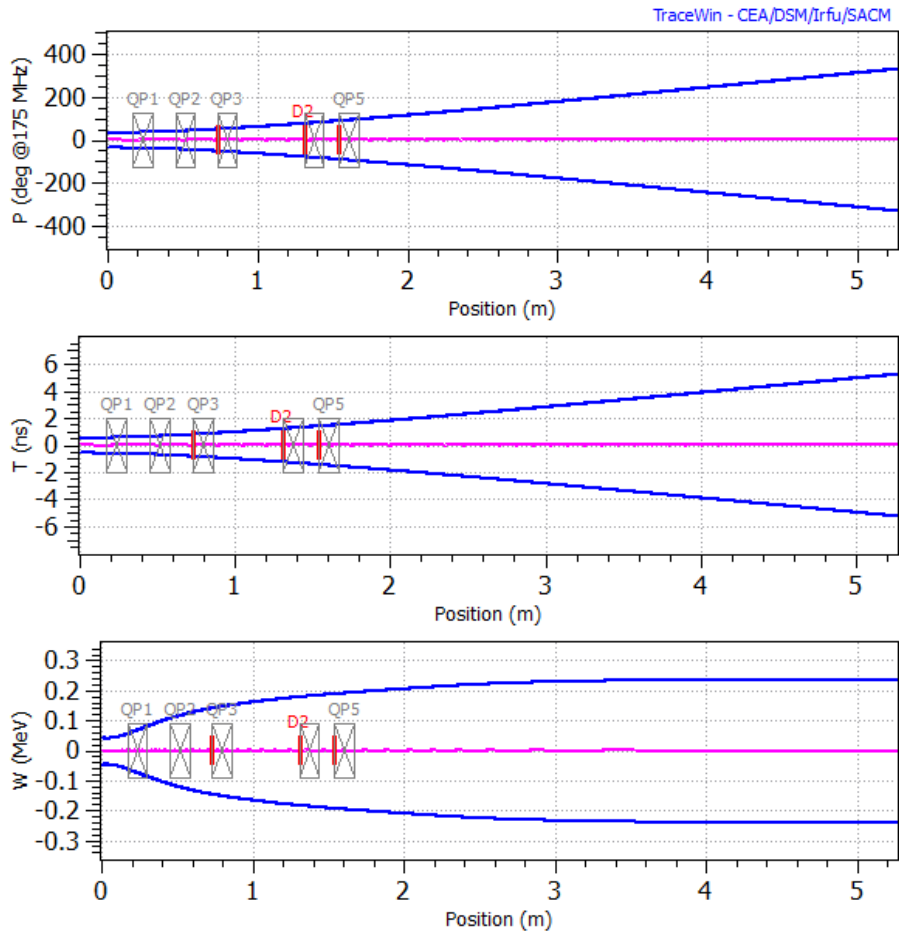 TraceWin - CEA/DSM/Irfu/SACM
P (deg @175 MHz)
400
200
0
-200
-400
QP1 QP2 QP3 D2 QP5
0 1 2 3 4 5
Position (m)
T (ns)
6
4
2
0
-2
-4
-6
QP1 QP2 QP3 D2 QP5
0 1 2 3 4 5
Position (m)
W (MeV)
0.3
0.2
0.1
0
-0.1
-0.2
-0.3
QP1 QP2 QP3 D2 QP5
0 1 2 3 4 5
Position (m)